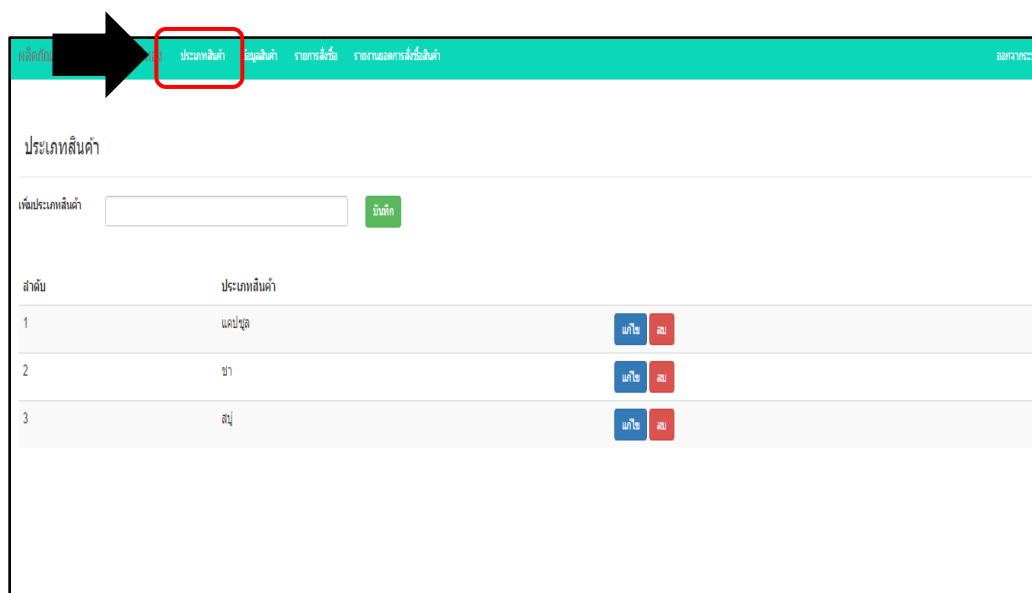 ประเภทสินค้า ข้อมูลสินค้า รายการสั่งซื้อ รายงานยอดการสั่งซื้อสินค้า
ประเภทสินค้า
เพิ่มประเภทสินค้า บันทึก
ลำดับ ประเภทสินค้า
1 แคปซูล แก้ไข ลบ
2 ชา แก้ไข ลบ
3 สบู่ แก้ไข ลบ